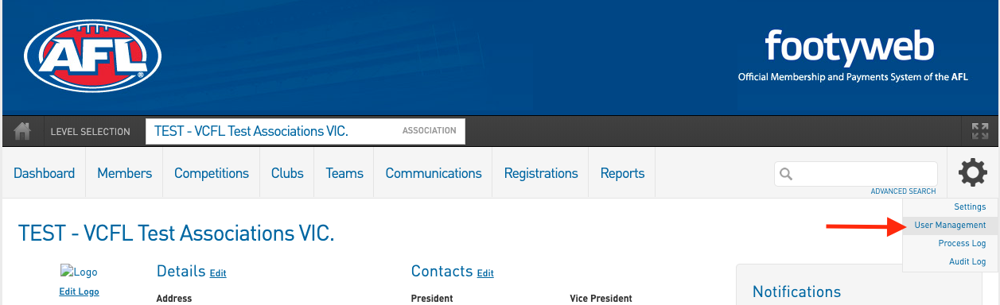 AFL
®
footyweb
Official Membership and Payments System of the AFL
LEVEL SELECTION
TEST - VCFL Test Associations VIC.
ASSOCIATION
Dashboard Members Competitions Clubs Teams Communications Registrations Reports
ADVANCED SEARCH
Settings
User Management
Process Log
Audit Log
TEST - VCFL Test Associations VIC.
Logo
Edit Logo
Details Edit
Address
Contacts Edit
President Vice President
Notifications